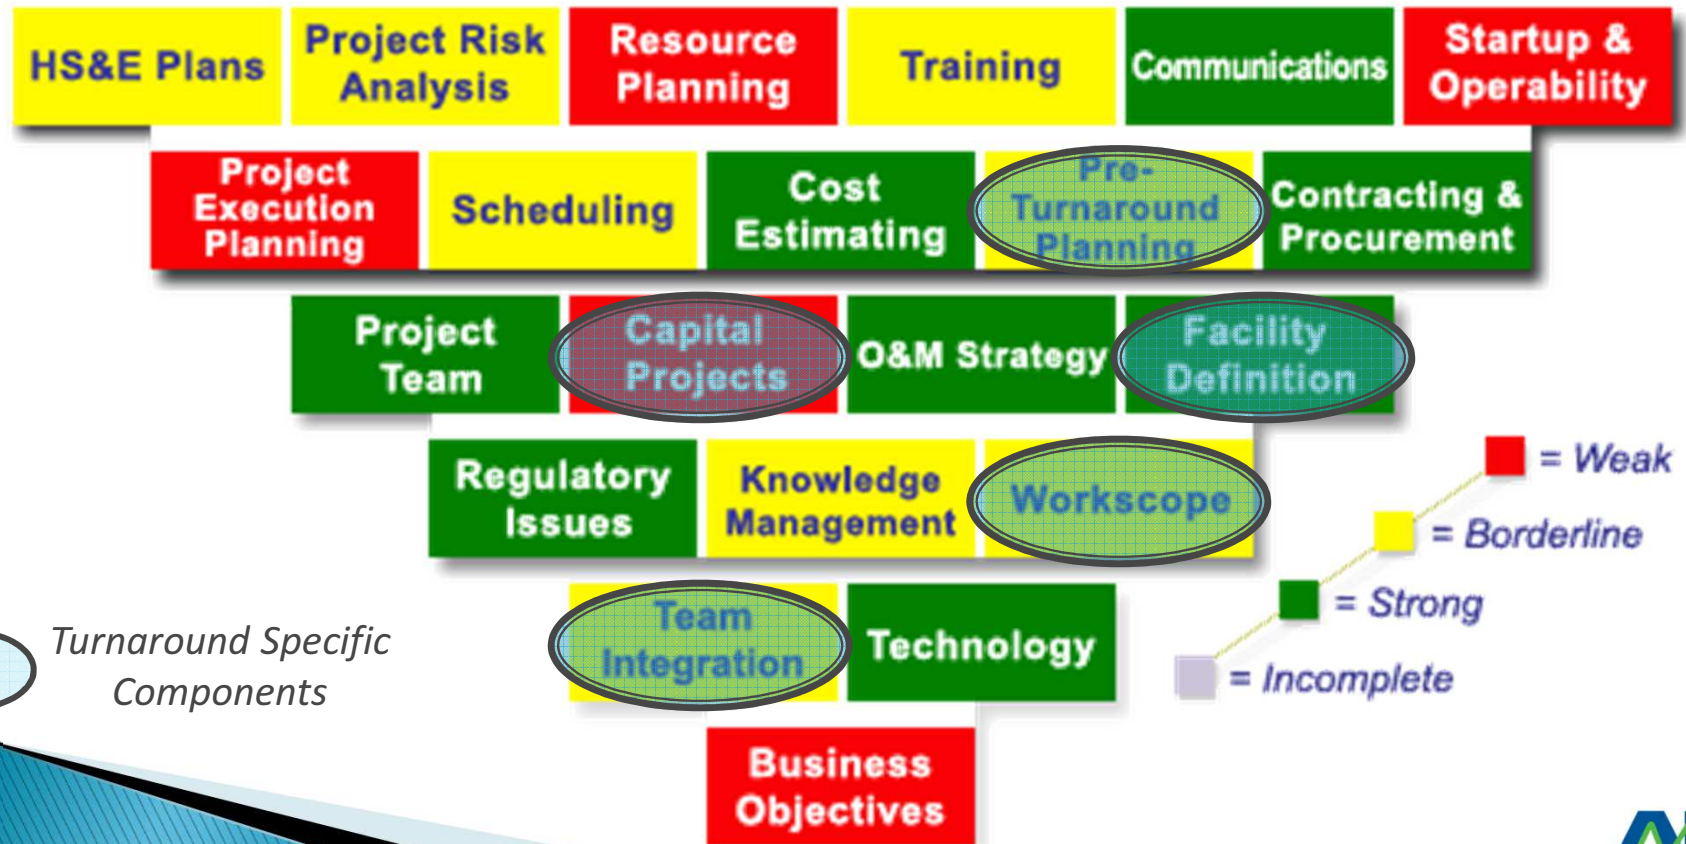 HS&E Plans
Project Risk
Analysis
Resource
Planning
Training
Communications
Startup &
Operability
Project
Execution
Planning
Scheduling
Cost
Estimating
Pre-
Turnaround
Planning
Contracting &
Procurement
Project
Team
Capital
Projects
O&M Strategy
Facility
Definition
Regulatory
Issues
Knowledge
Management
Workscope
= Weak
= Borderline
= Strong
= Incomplete
Team
Integration
Technology
Turnaround Specific
Components
Business
Objectives